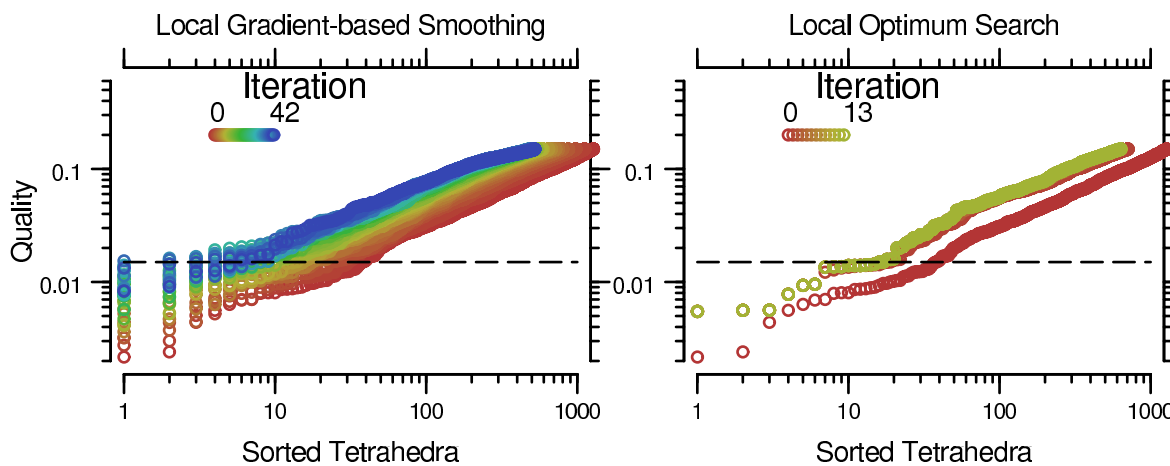 Local Gradient-based Smoothing
Iteration
0 42
Quality
0.1
0.01
1 10 100 1000
Sorted Tetrahedra
Local Optimum Search
Iteration
0 13
0.1
0.01
1 10 100 1000
Sorted Tetrahedra